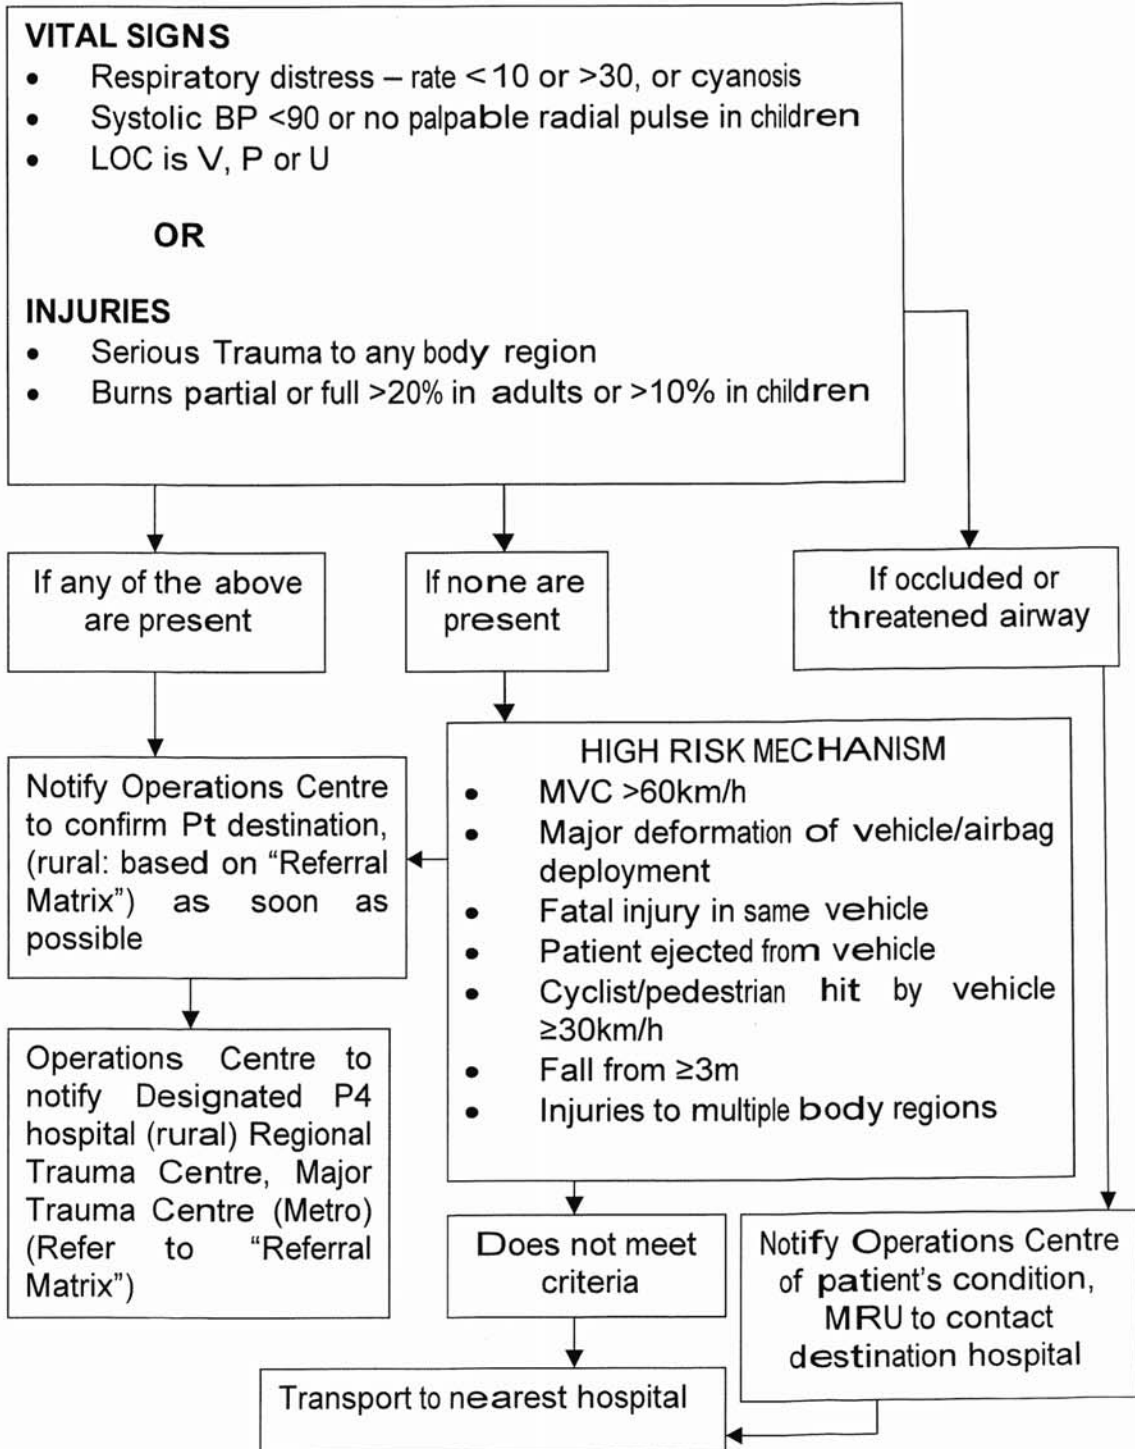 VITAL SIGNS
• Respiratory distress – rate <10 or >30, or cyanosis
• Systolic BP <90 or no palpable radial pulse in children
• LOC is V, P or U
OR
INJURIES
• Serious Trauma to any body region
• Burns partial or full >20% in adults or >10% in children
If any of the above
are present
If none are
present
If occluded or
threatened airway
Notify Operations Centre
to confirm Pt destination,
(rural: based on “Referral
Matrix”) as soon as
possible
HIGH RISK MECHANISM
• MVC >60km/h
• Major deformation of vehicle/airbag
deployment
• Fatal injury in same vehicle
• Patient ejected from vehicle
• Cyclist/pedestrian hit by vehicle
≥30km/h
• Fall from ≥3m
• Injuries to multiple body regions
Operations Centre to
notify Designated P4
hospital (rural) Regional
Trauma Centre, Major
Trauma Centre (Metro)
(Refer to “Referral
Matrix”)
Does not meet
criteria
Notify Operations Centre
of patient's condition,
MRU to contact
destination hospital
Transport to nearest hospital